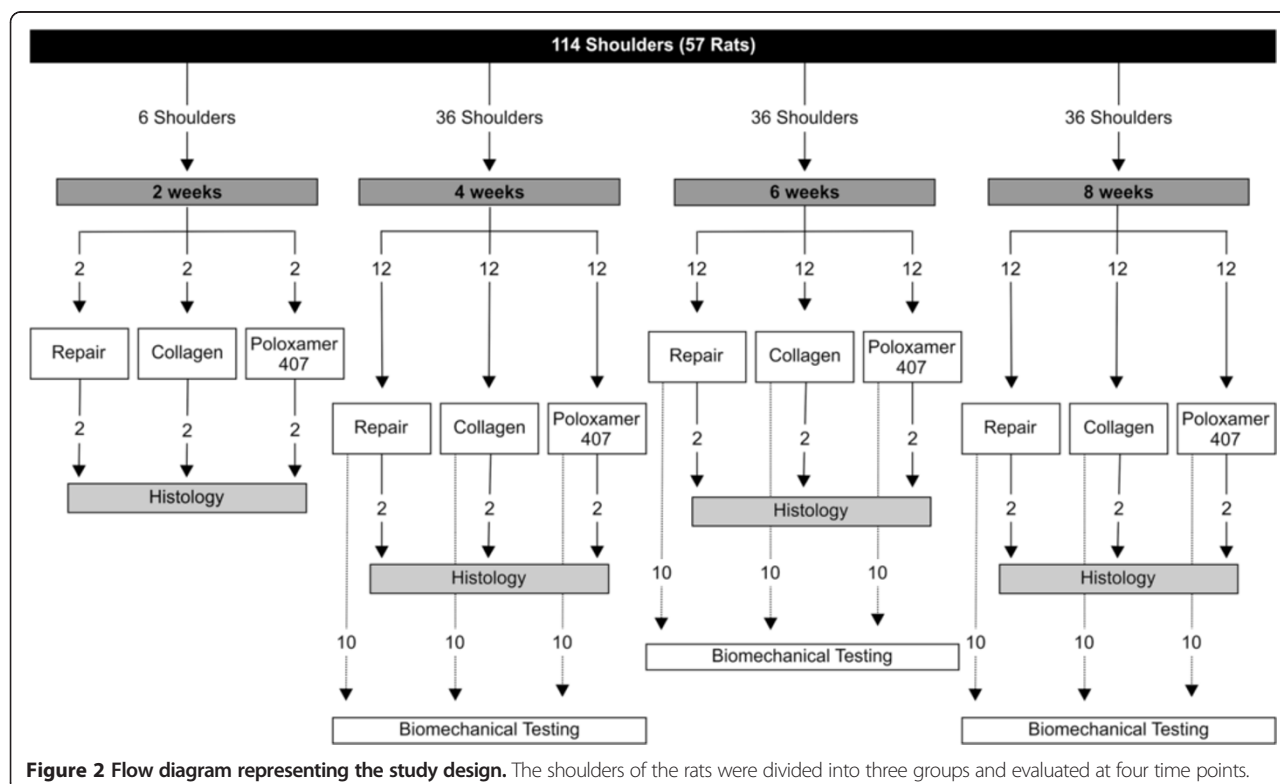 114 Shoulders (57 Rats)
6 Shoulders
36 Shoulders
36 Shoulders
36 Shoulders
2 weeks
4 weeks
6 weeks
8 weeks
2
2
2
12
12
12
12
12
12
12
12
12
Repair
Collagen
Poloxamer
407
Repair
Collagen
Poloxamer
407
Repair
Collagen
Poloxamer
407
Repair
Collagen
Poloxamer
407
2
2
2
2
2
2
2
2
2
2
2
2
Histology
Histology
Histology
Histology
10
10
10
10
10
10
10
10
10
Biomechanical Testing
Biomechanical Testing
Biomechanical Testing
Figure 2 Flow diagram representing the study design. The shoulders of the rats were divided into three groups and evaluated at four time points.